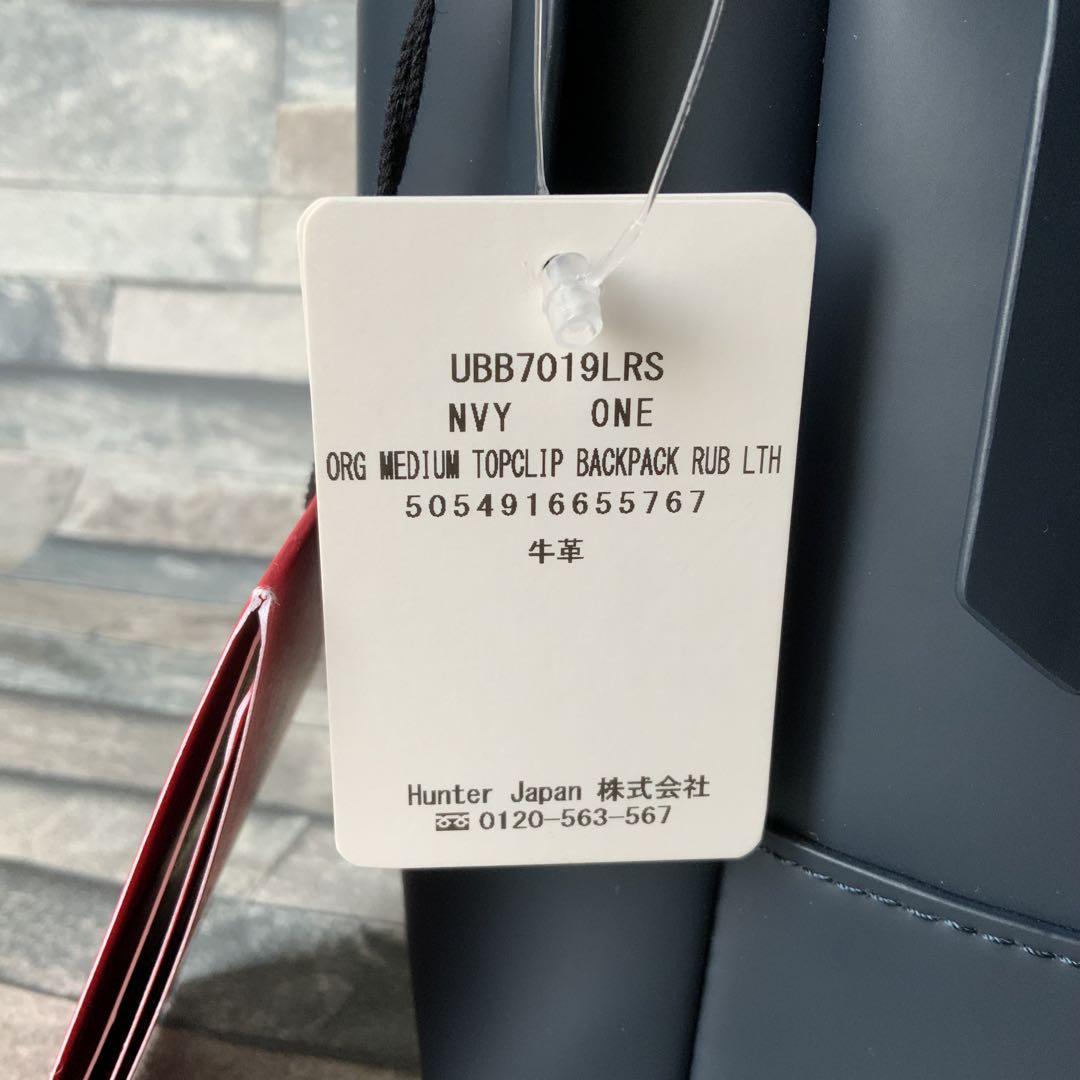 UBB7019LRS
NVY ONE
ORG MEDIUM TOPCLIP BACKPACK RUB LTH
5054916655767
牛革
Hunter Japan 株式会社
0120-563-567